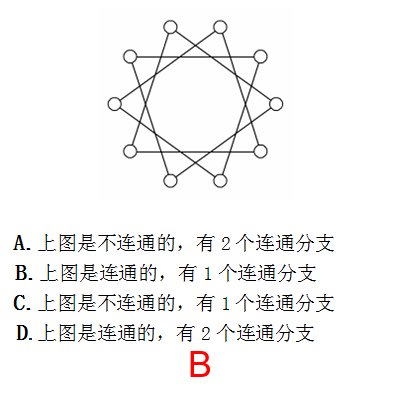 A. 上图是不连通的，有 2 个连通分支
B. 上图是连通的，有 1 个连通分支
C. 上图是不连通的，有 1 个连通分支
D. 上图是连通的，有 2 个连通分支
B